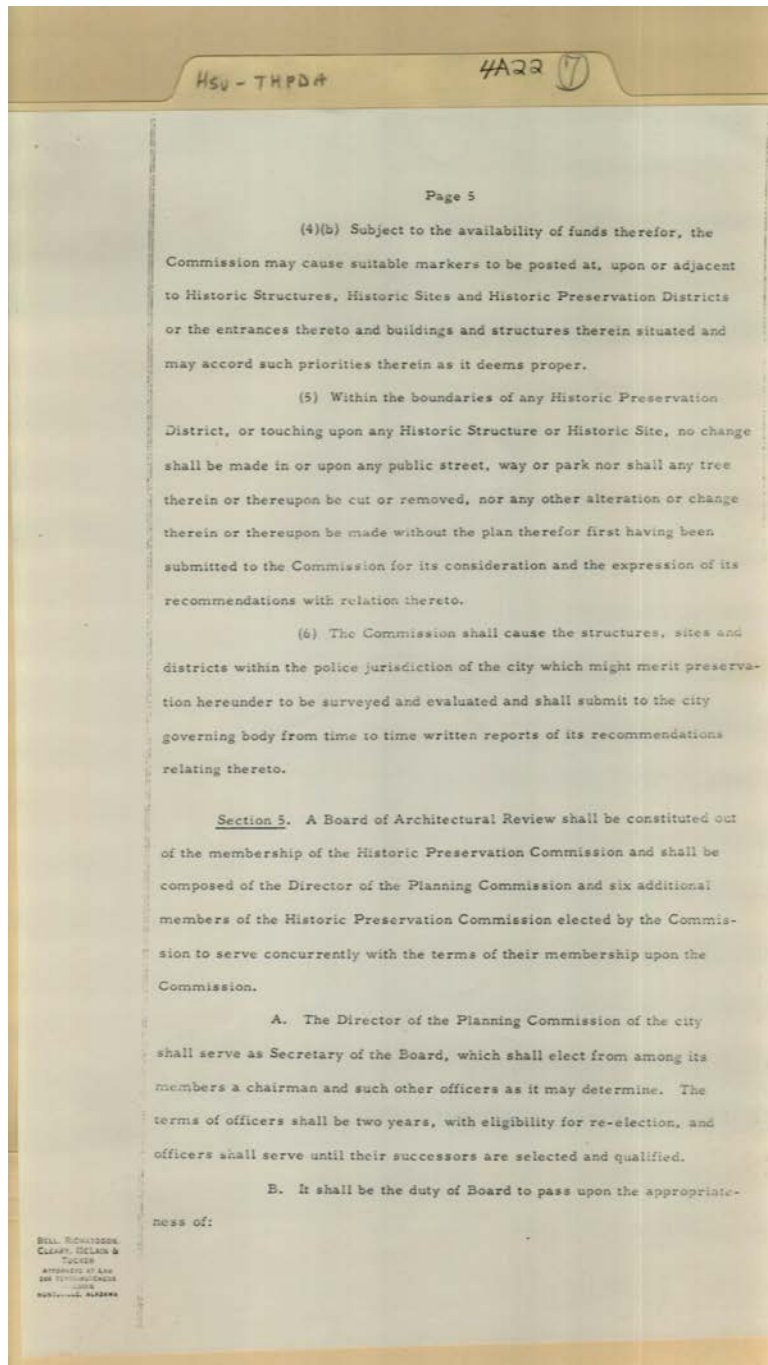 HSU - THPDA
4A22 (7)
Page 5
(4)(b) Subject to the availability of funds therefor, the
Commission may cause suitable markers to be posted at, upon or adjacent
to Historic Structures, Historic Sites and Historic Preservation Districts
or the entrances thereto and buildings and structures therein situated and
may accord such priorities therein as it deems proper.
(5) Within the boundaries of any Historic Preservation
District, or touching upon any Historic Structure or Historic Site, no change
shall be made in or upon any public street, way or park nor shall any tree
therein or thereupon be cut or removed, nor any other alteration or change
therein or thereupon be made without the plan therefor first having been
submitted to the Commission for its consideration and the expression of its
recommendations with relation thereto.
(6) The Commission shall cause the structures, sites and
districts within the police jurisdiction of the city which might merit preserva-
tion hereunder to be surveyed and evaluated and shall submit to the city
governing body from time to time written reports of its recommendations
relating thereto.
Section 5. A Board of Architectural Review shall be constituted out
of the membership of the Historic Preservation Commission and shall be
composed of the Director of the Planning Commission and six additional
members of the Historic Preservation Commission elected by the Commis-
sion to serve concurrently with the terms of their membership upon the
Commission.
A. The Director of the Planning Commission of the city
shall serve as Secretary of the Board, which shall elect from among its
members a chairman and such other officers as it may determine. The
terms of officers shall be two years, with eligibility for re-election, and
officers shall serve until their successors are selected and qualified.
B. It shall be the duty of Board to pass upon the appropriate-
ness of:
BELL, RICHARDSON,
CLEARY, MCLAIN &
TUCKER
ATTORNEYS AT LAW
HUNTSVILLE, ALABAMA